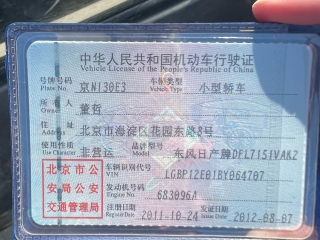 中华人民共和国机动车行驶证
Vehicle License of the People's Republic of China
号牌号码 京N130E3 车辆类型 小型轿车
Plate No. Vehicle Type
所有人 董哲
Owner
住址 北京市海淀区花园东路8号
Address
使用性质 非营运 品牌型号 东风日产牌DFL7151VAK2
Use Character Model
北京市公
安局公安
交通管理局
车辆识别代号 LGBP12E01BY064707
VIN
发动机号码 683096A
Engine No.
注册日期 2011-10-24 发证日期 2012-08-07
Register Date Issue Date